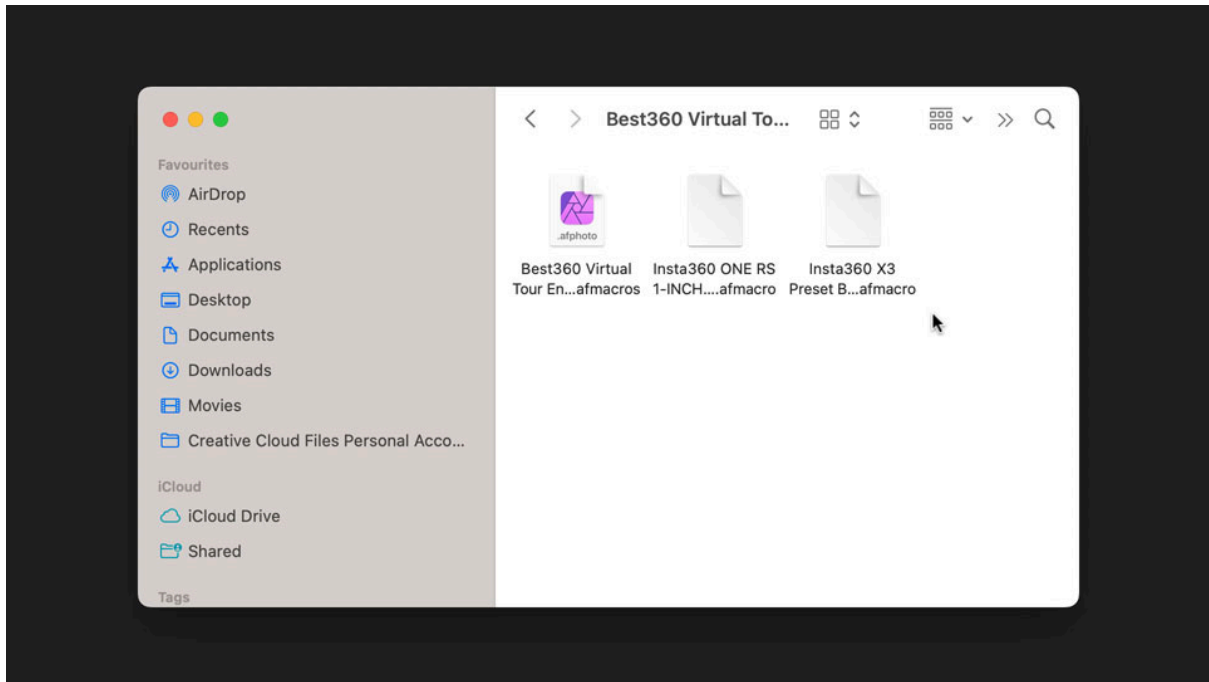 Best360 Virtual To...
Favourites
AirDrop
Recents
Applications
Desktop
Documents
Downloads
Movies
Creative Cloud Files Personal Acco...
iCloud
iCloud Drive
Shared
Tags
.afphoto
Best360 Virtual
Tour En...afmacros
Insta360 ONE RS
1-INCH....afmacro
Insta360 X3
Preset B...afmacro